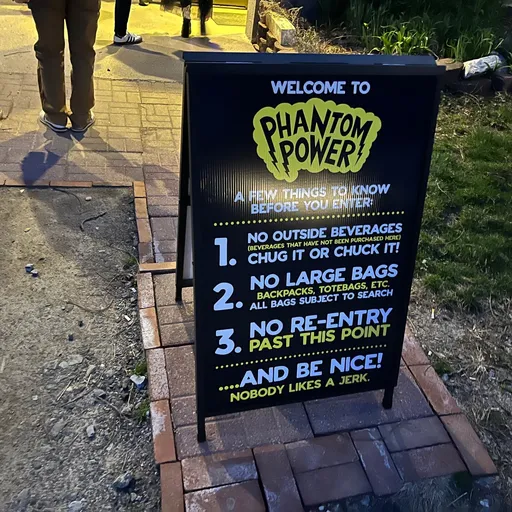 WELCOME TO
PHANTOM
POWER
A FEW THINGS TO KNOW
BEFORE YOU ENTER:
1. NO OUTSIDE BEVERAGES
(BEVERAGES THAT HAVE NOT BEEN PURCHASED HERE)
CHUG IT OR CHUCK IT!
2. NO LARGE BAGS
BACKPACKS, TOTEBAGS, ETC.
ALL BAGS SUBJECT TO SEARCH
3. NO RE-ENTRY
PAST THIS POINT
....AND BE NICE!
NOBODY LIKES A JERK.